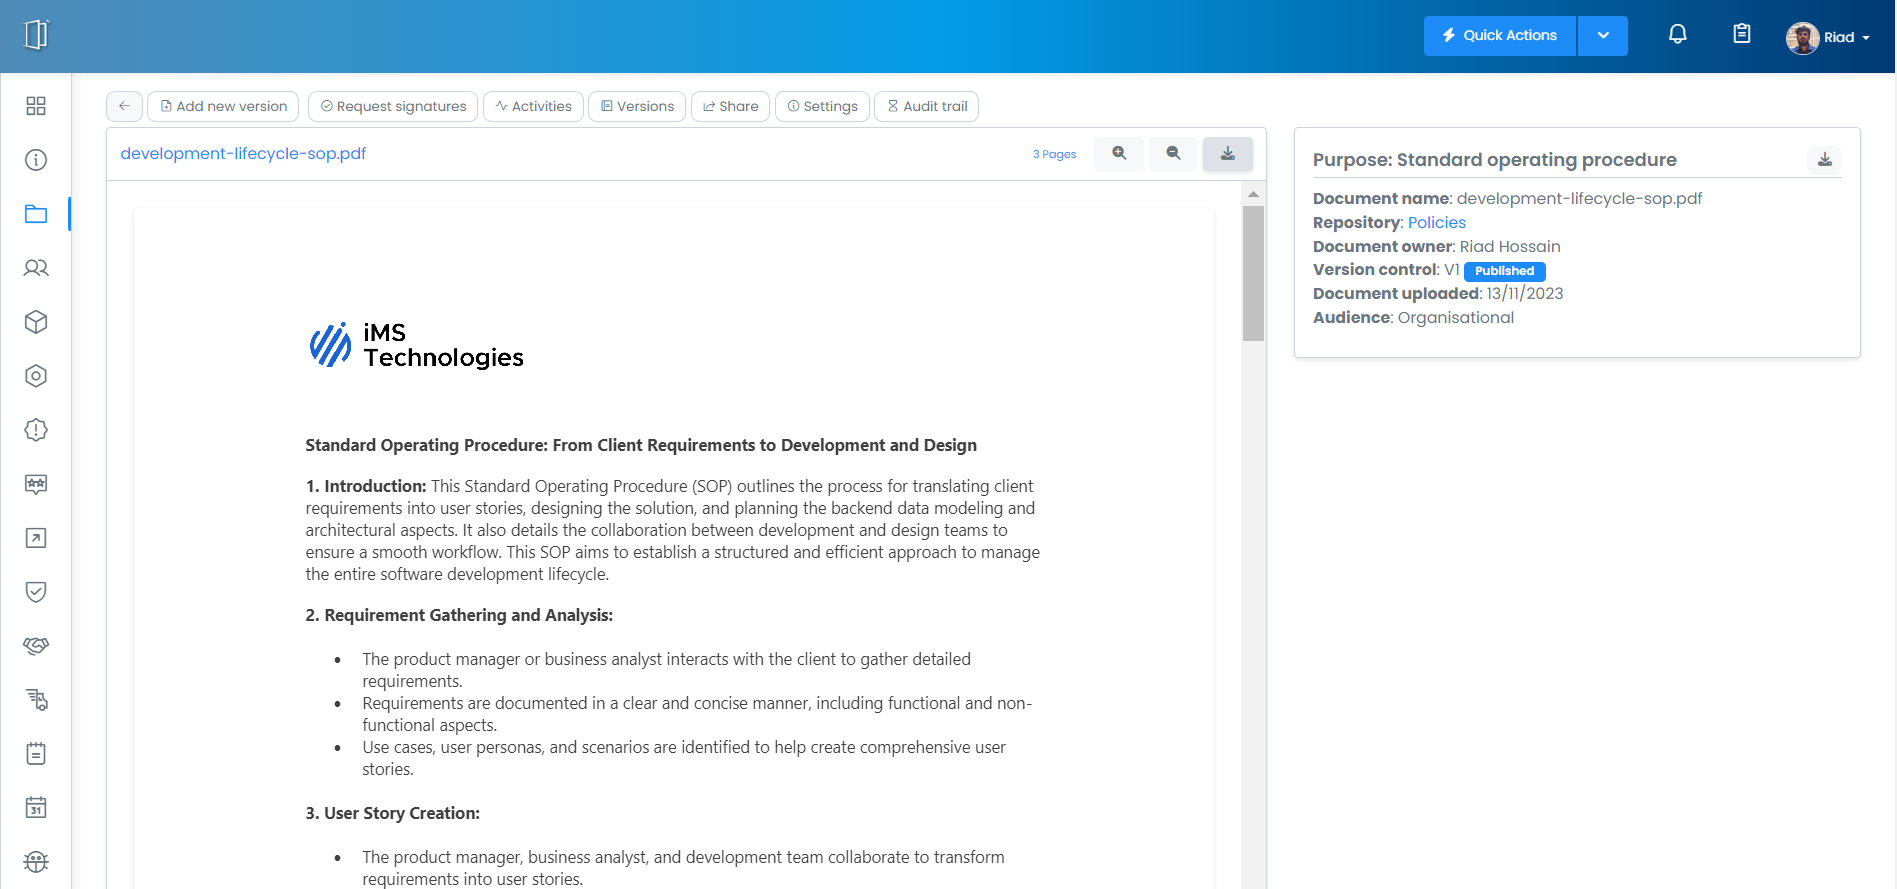 Quick Actions
Riad
Add new version
Request signatures
Activities
Versions
Share
Settings
Audit trail
development-lifecycle-sop.pdf
3 Pages
iMS
Technologies
Standard Operating Procedure: From Client Requirements to Development and Design
1. Introduction: This Standard Operating Procedure (SOP) outlines the process for translating client
requirements into user stories, designing the solution, and planning the backend data modeling and
architectural aspects. It also details the collaboration between development and design teams to
ensure a smooth workflow. This SOP aims to establish a structured and efficient approach to manage
the entire software development lifecycle.
2. Requirement Gathering and Analysis:
• The product manager or business analyst interacts with the client to gather detailed
requirements.
• Requirements are documented in a clear and concise manner, including functional and non-
functional aspects.
• Use cases, user personas, and scenarios are identified to help create comprehensive user
stories.
3. User Story Creation:
• The product manager, business analyst, and development team collaborate to transform
requirements into user stories.
Purpose: Standard operating procedure
Document name: development-lifecycle-sop.pdf
Repository: Policies
Document owner: Riad Hossain
Version control: V1 Published
Document uploaded: 13/11/2023
Audience: Organisational
31